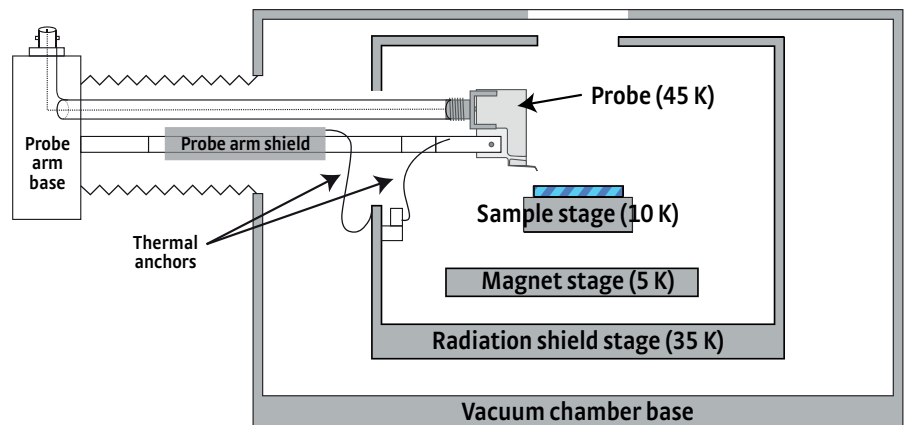 Probe (45 K)
Probe arm shield
Probe
arm
base
Sample stage (10 K)
Thermal
anchors
Magnet stage (5 K)
Radiation shield stage (35 K)
Vacuum chamber base